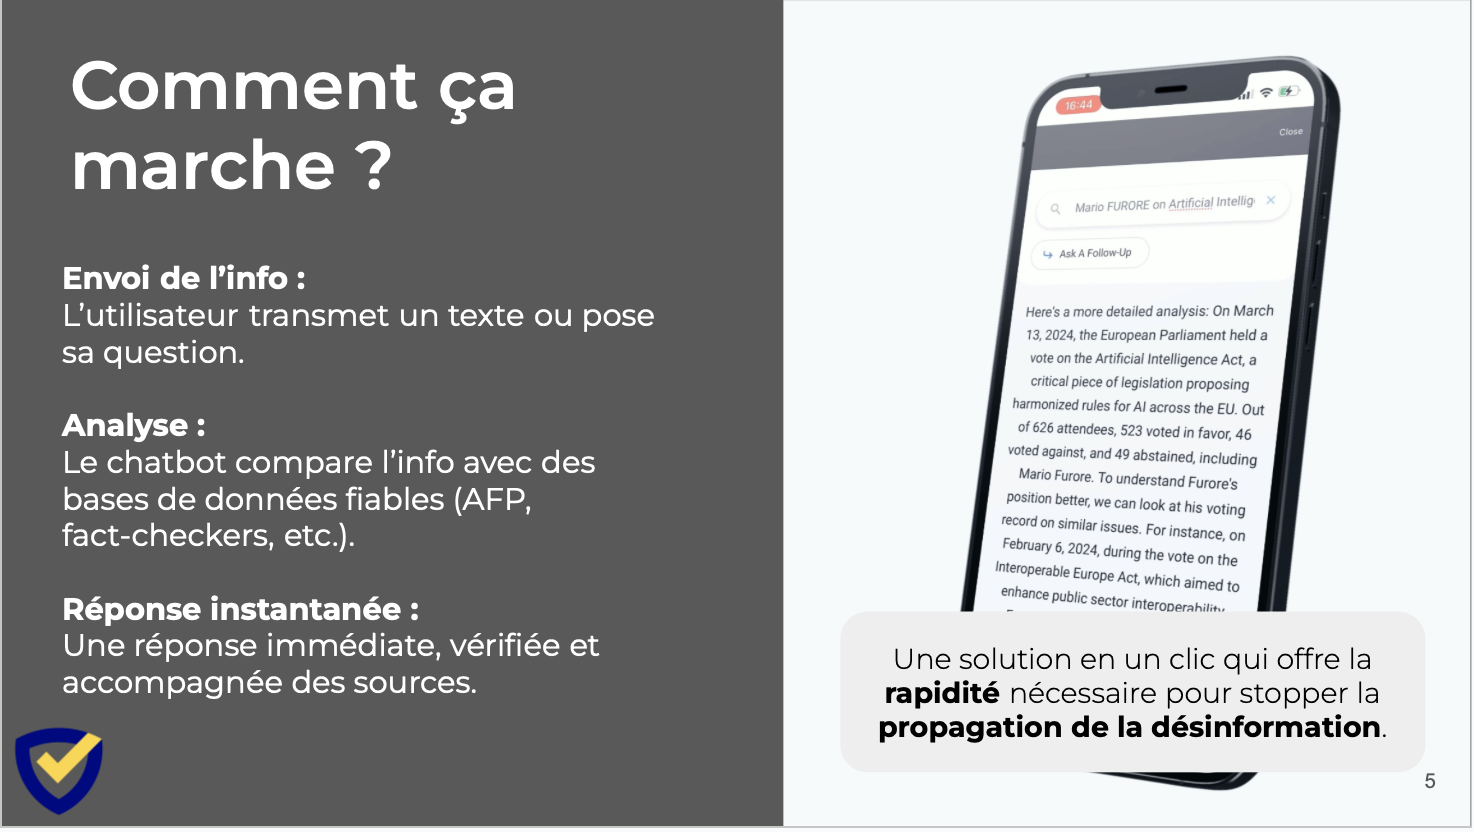 Comment ça
marche ?
Envoi de l’info :
L’utilisateur transmet un texte ou pose
sa question.
Analyse :
Le chatbot compare l’info avec des
bases de données fiables (AFP,
fact-checkers, etc.).
Réponse instantanée :
Une réponse immédiate, vérifiée et
accompagnée des sources.
16:44
Close
Mario FURORE on Artificial Intellig
Ask A Follow-Up
Here's a more detailed analysis: On March
13, 2024, the European Parliament held a
vote on the Artificial Intelligence Act, a
critical piece of legislation proposing
harmonized rules for AI across the EU. Out
of 626 attendees, 523 voted in favor, 46
voted against, and 49 abstained, including
Mario Furore. To understand Furore's
position better, we can look at his voting
record on similar issues. For instance, on
February 6, 2024, during the vote on the
Interoperable Europe Act, which aimed to
enhance public sector interoperability
Une solution en un clic qui offre la
rapidité nécessaire pour stopper la
propagation de la désinformation.
5